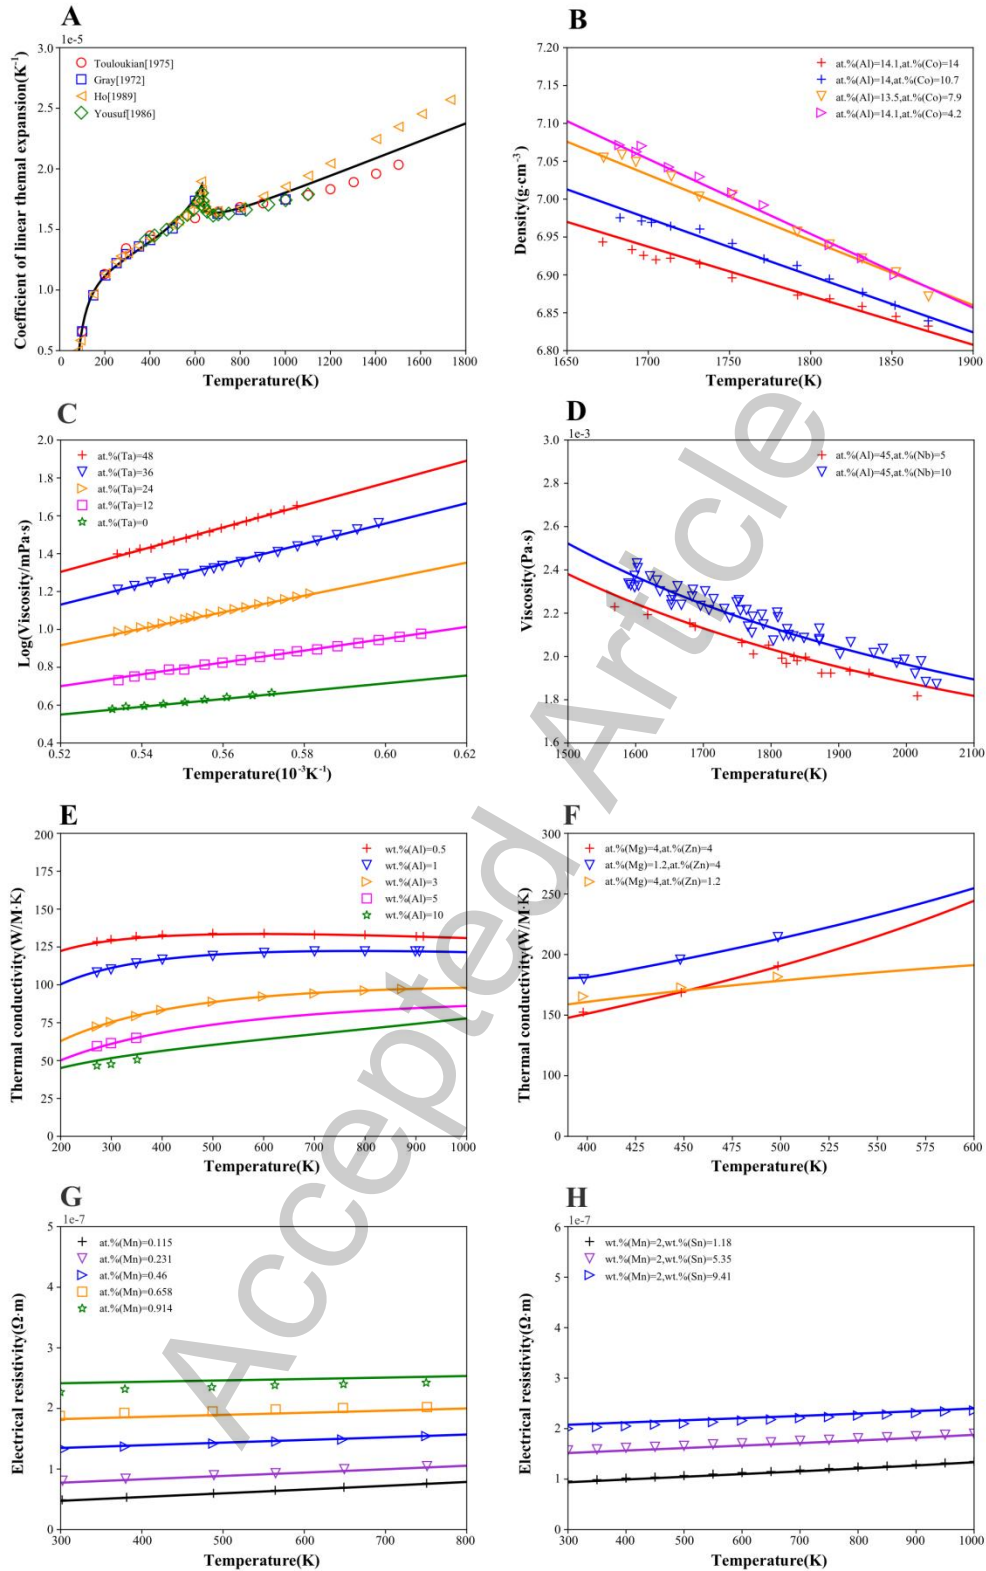 A
1e-5
Coefficient of linear themal expansion(K-1)
3.0
2.5
2.0
1.5
1.0
0.5
Touloukian[1975]
Gray[1972]
Ho[1989]
Yousuf[1986]
0 200 400 600 800 1000 1200 1400 1600 1800
Temperature(K)
B
Density(g·cm-3)
7.20
7.15
7.10
7.05
7.00
6.95
6.90
6.85
6.80
at.%(Al)=14.1,at.%(Co)=14
at.%(Al)=14,at.%(Co)=10.7
at.%(Al)=13.5,at.%(Co)=7.9
at.%(Al)=14.1,at.%(Co)=4.2
1650 1700 1750 1800 1850 1900
Temperature(K)
C
Log(Viscosity/mPa·s)
2.0
1.8
1.6
1.4
1.2
1.0
0.8
0.6
0.4
at.%(Ta)=48
at.%(Ta)=36
at.%(Ta)=24
at.%(Ta)=12
at.%(Ta)=0
0.52 0.54 0.56 0.58 0.60 0.62
Temperature(10-3K-1)
D
1e-3
Viscosity(Pa·s)
3.0
2.8
2.6
2.4
2.2
2.0
1.8
1.6
at.%(Al)=45,at.%(Nb)=5
at.%(Al)=45,at.%(Nb)=10
1500 1600 1700 1800 1900 2000 2100
Temperature(K)
E
Thermal conductivity(W/M·K)
200
175
150
125
100
75
50
25
0
wt.%(Al)=0.5
wt.%(Al)=1
wt.%(Al)=3
wt.%(Al)=5
wt.%(Al)=10
200 300 400 500 600 700 800 900 1000
Temperature(K)
F
Thermal conductivity(W/M·K)
300
250
200
150
100
50
0
at.%(Mg)=4,at.%(Zn)=4
at.%(Mg)=1.2,at.%(Zn)=4
at.%(Mg)=4,at.%(Zn)=1.2
400 425 450 475 500 525 550 575 600
Temperature(K)
G
1e-7
Electrical resistivity(Ω·m)
5
4
3
2
1
0
at.%(Mn)=0.115
at.%(Mn)=0.231
at.%(Mn)=0.46
at.%(Mn)=0.658
at.%(Mn)=0.914
300 400 500 600 700 800
Temperature(K)
H
1e-7
Electrical resistivity(Ω·m)
6
5
4
3
2
1
0
wt.%(Mn)=2,wt.%(Sn)=1.18
wt.%(Mn)=2,wt.%(Sn)=5.35
wt.%(Mn)=2,wt.%(Sn)=9.41
300 400 500 600 700 800 900 1000
Temperature(K)
Accepted Article